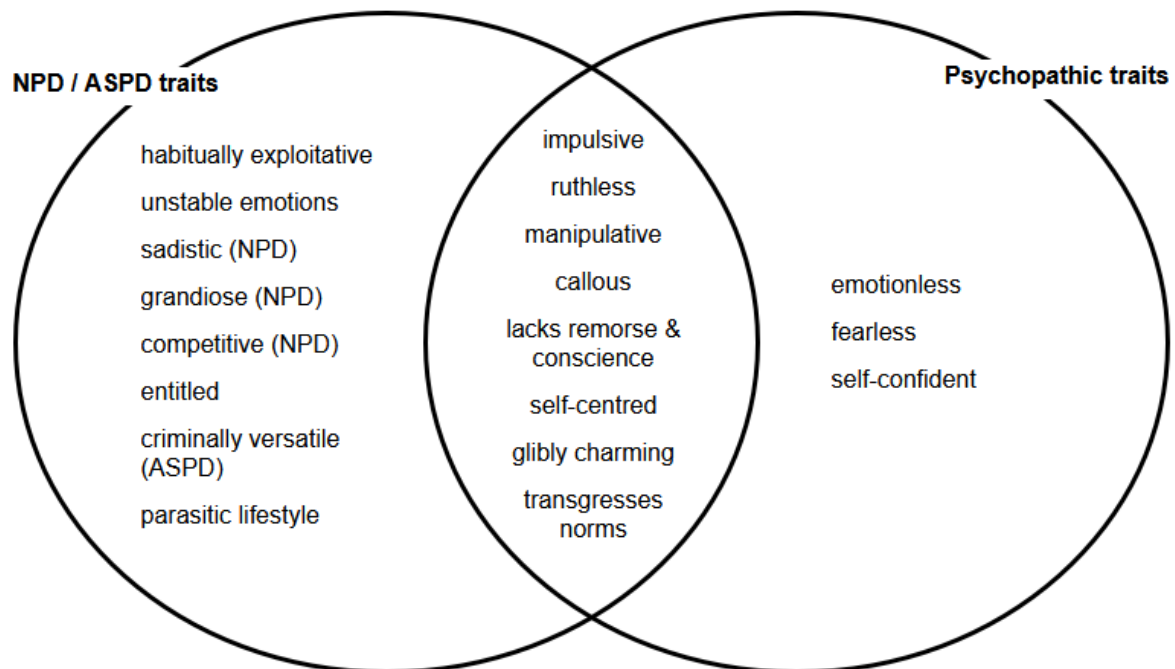 NPD / ASPD traits
habitually exploitative
unstable emotions
sadistic (NPD)
grandiose (NPD)
competitive (NPD)
entitled
criminally versatile
(ASPD)
parasitic lifestyle
impulsive
ruthless
manipulative
callous
lacks remorse &
conscience
self-centred
glibly charming
transgresses
norms
Psychopathic traits
emotionless
fearless
self-confident